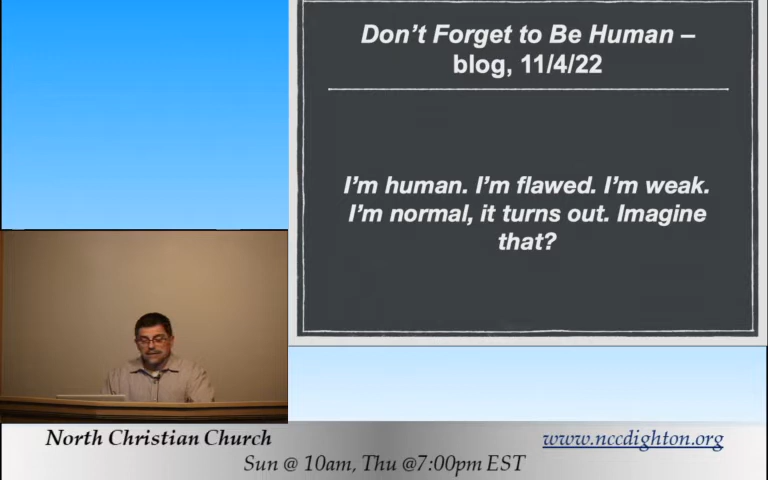 Don’t Forget to Be Human –
blog, 11/4/22
I’m human. I’m flawed. I’m weak.
I’m normal, it turns out. Imagine
that?
North Christian Church
www.nccdighton.org
Sun @ 10am, Thu @7:00pm EST